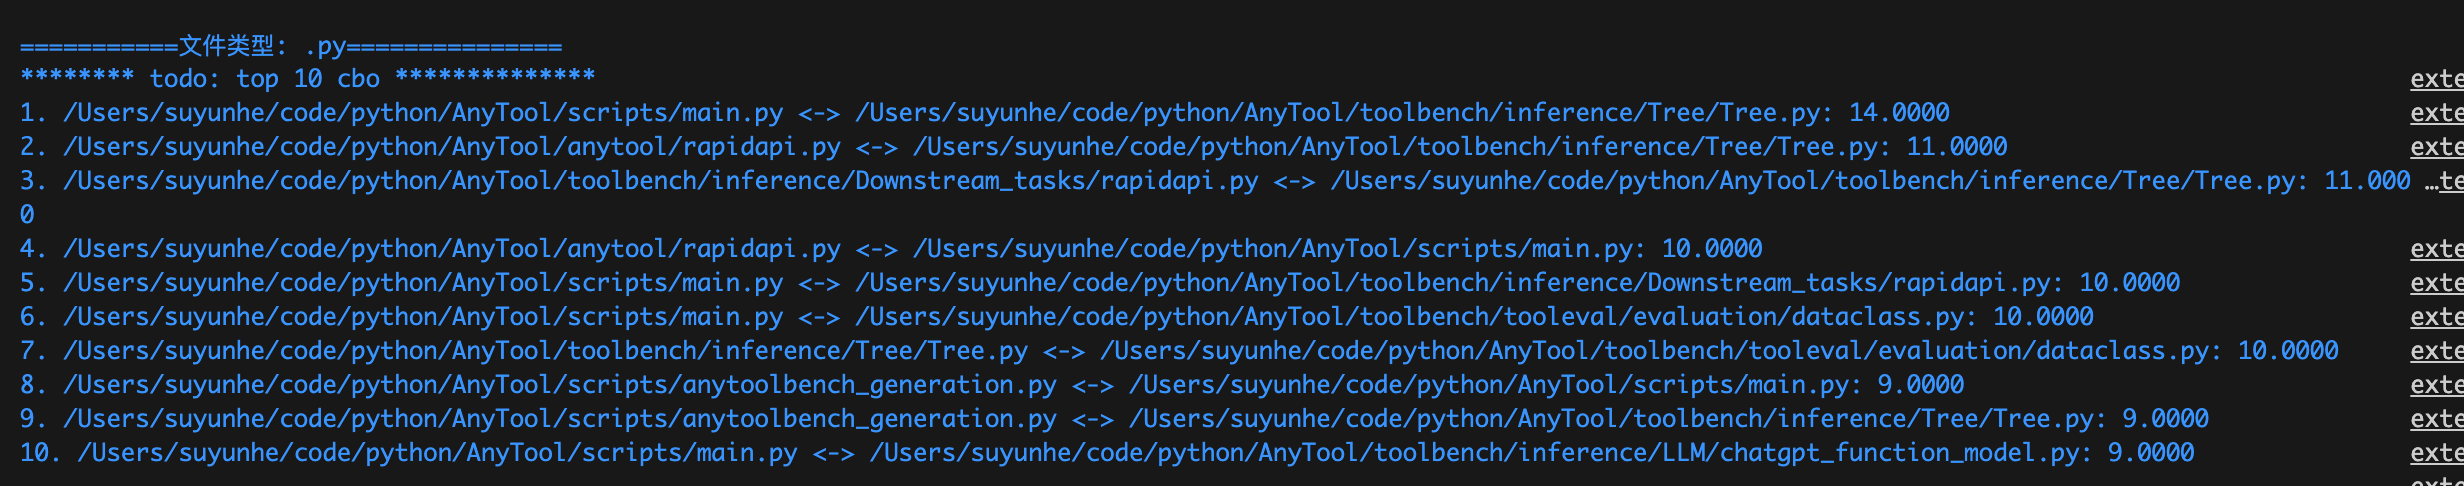 ===========文件类型: .py===============
******** todo: top 10 cbo **************
exte
1. /Users/suyunhe/code/python/AnyTool/scripts/main.py <-> /Users/suyunhe/code/python/AnyTool/toolbench/inference/Tree/Tree.py: 14.0000
exte
2. /Users/suyunhe/code/python/AnyTool/anytool/rapidapi.py <-> /Users/suyunhe/code/python/AnyTool/toolbench/inference/Tree/Tree.py: 11.0000
exte
3. /Users/suyunhe/code/python/AnyTool/toolbench/inference/Downstream_tasks/rapidapi.py <-> /Users/suyunhe/code/python/AnyTool/toolbench/inference/Tree/Tree.py: 11.000
…te
0
4. /Users/suyunhe/code/python/AnyTool/anytool/rapidapi.py <-> /Users/suyunhe/code/python/AnyTool/scripts/main.py: 10.0000
exte
5. /Users/suyunhe/code/python/AnyTool/scripts/main.py <-> /Users/suyunhe/code/python/AnyTool/toolbench/inference/Downstream_tasks/rapidapi.py: 10.0000
exte
6. /Users/suyunhe/code/python/AnyTool/scripts/main.py <-> /Users/suyunhe/code/python/AnyTool/toolbench/tooleval/evaluation/dataclass.py: 10.0000
exte
7. /Users/suyunhe/code/python/AnyTool/toolbench/inference/Tree/Tree.py <-> /Users/suyunhe/code/python/AnyTool/toolbench/tooleval/evaluation/dataclass.py: 10.0000
exte
8. /Users/suyunhe/code/python/AnyTool/scripts/anytoolbench_generation.py <-> /Users/suyunhe/code/python/AnyTool/scripts/main.py: 9.0000
exte
9. /Users/suyunhe/code/python/AnyTool/scripts/anytoolbench_generation.py <-> /Users/suyunhe/code/python/AnyTool/toolbench/inference/Tree/Tree.py: 9.0000
exte
10. /Users/suyunhe/code/python/AnyTool/scripts/main.py <-> /Users/suyunhe/code/python/AnyTool/toolbench/inference/LLM/chatgpt_function_model.py: 9.0000
exte